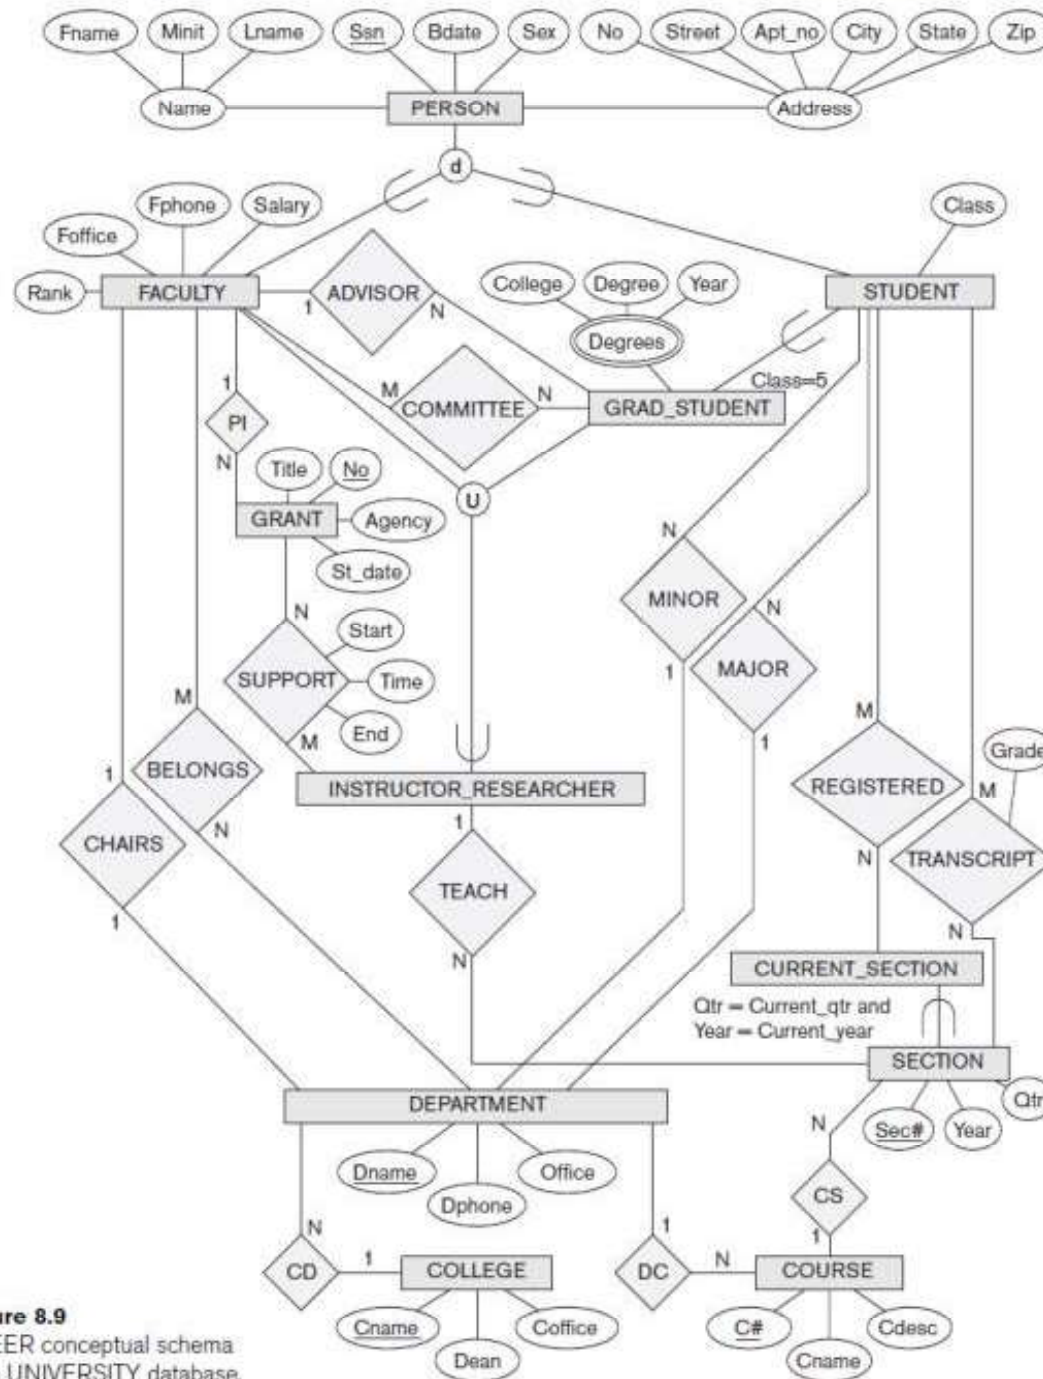 Fname Minit Lname Ssn Bdate Sex No Street Apt_no City State Zip
Name PERSON Address
d
Fphone Salary Class
Foffice
Rank FACULTY ADVISOR College Degree Year STUDENT
1 N
Degrees
Class=5
M COMMITTEE N GRAD_STUDENT
1
PI
N
Title No U
GRANT Agency
St_date
N
MINOR N
N
Start
SUPPORT Time MAJOR
1
M End M
M
1
Grade
BELONGS INSTRUCTOR_RESEARCHER REGISTERED M
1
1
N
CHAIRS N TRANSCRIPT
TEACH
1
N N
CURRENT_SECTION
Qtr = Current_qtr and
Year = Current_year
SECTION
DEPARTMENT Qtr
N Sec# Year
Dname Office
Dphone
CS
N 1 1
CD 1 COLLEGE DC N COURSE
Cname Coffice C# Cdesc
Dean Cname
ure 8.9
EER conceptual schema
UNIVERSITY database.